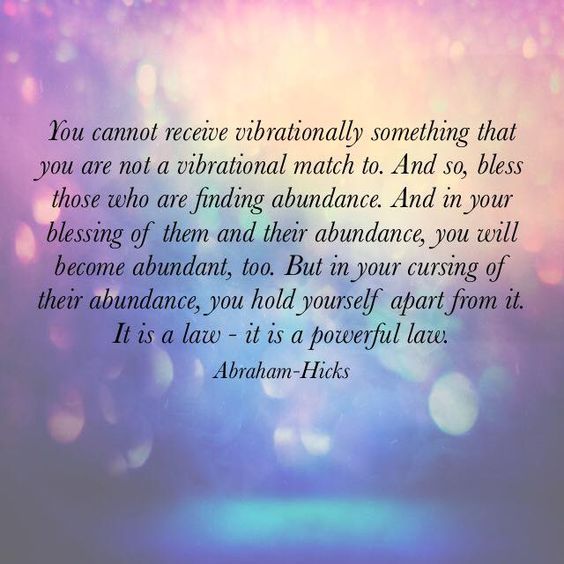 You cannot receive vibrationally something that
you are not a vibrational match to. And so, bless
those who are finding abundance. And in your
blessing of them and their abundance, you will
become abundant, too. But in your cursing of
their abundance, you hold yourself apart from it.
It is a law - it is a powerful law.
Abraham-Hicks